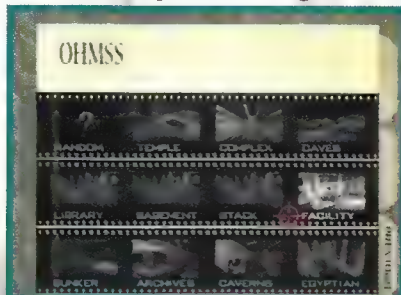 OHMSS
RANDOM TEMPLE COMPLEX CAVES
LIBRARY BASEMENT STACK FACILITY
BUNKER ARCHIVES CAVERNS EGYPTIAN